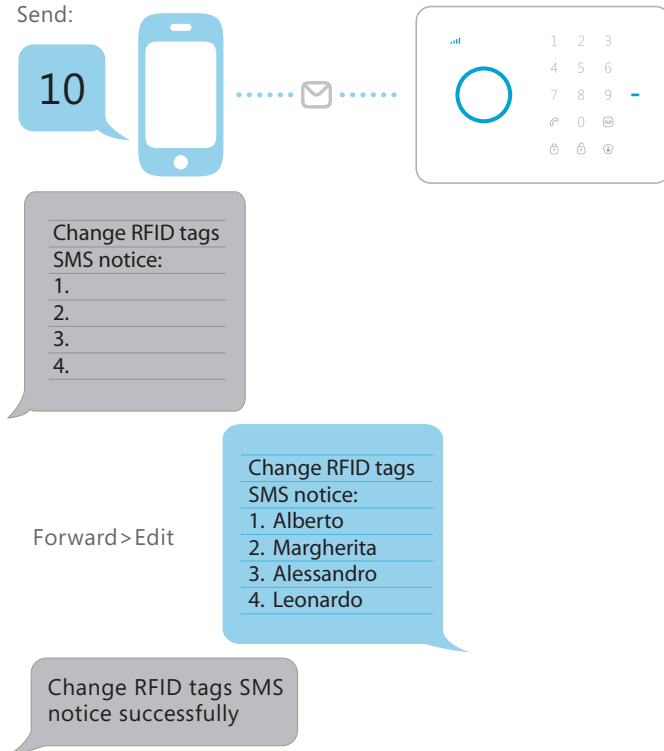 Send:
10
1 2 3
4 5 6
7 8 9
0
Change RFID tags
SMS notice:
1.
2.
3.
4.
Forward>Edit
Change RFID tags
SMS notice:
1. Alberto
2. Margherita
3. Alessandro
4. Leonardo
Change RFID tags SMS
notice successfully